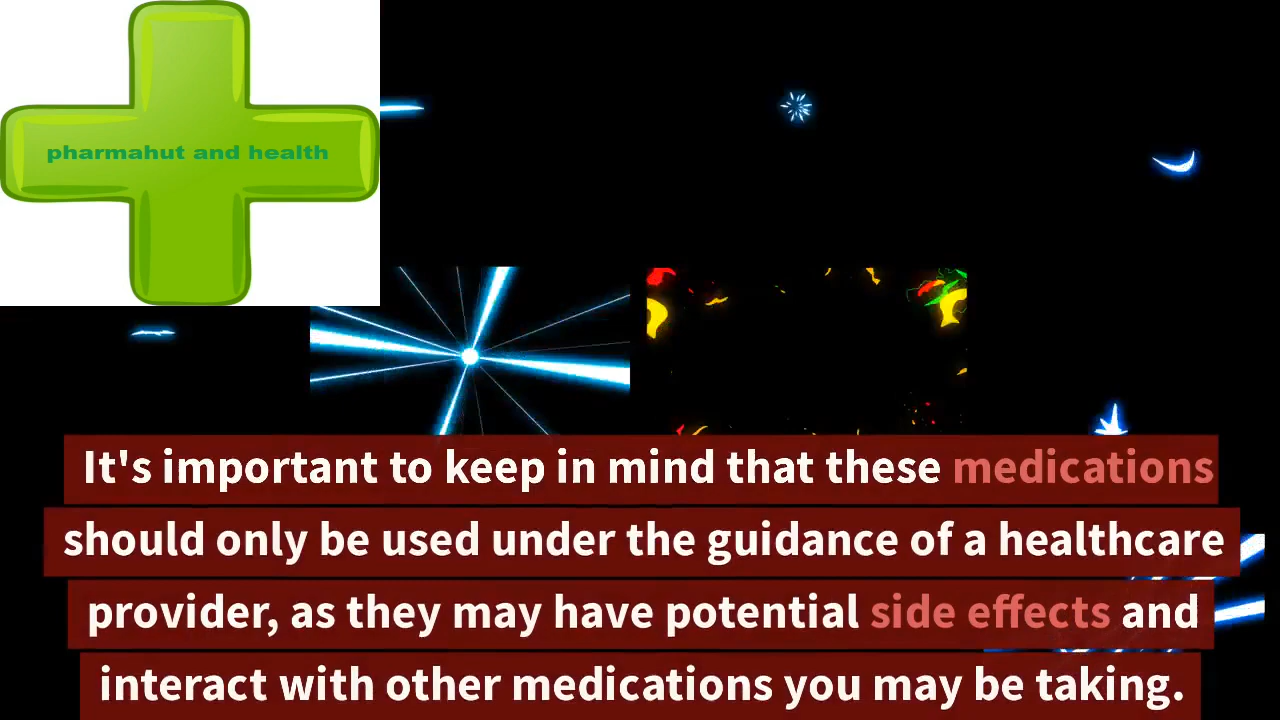 pharmahut and health
It's important to keep in mind that these medications
should only be used under the guidance of a healthcare
provider, as they may have potential side effects and
interact with other medications you may be taking.